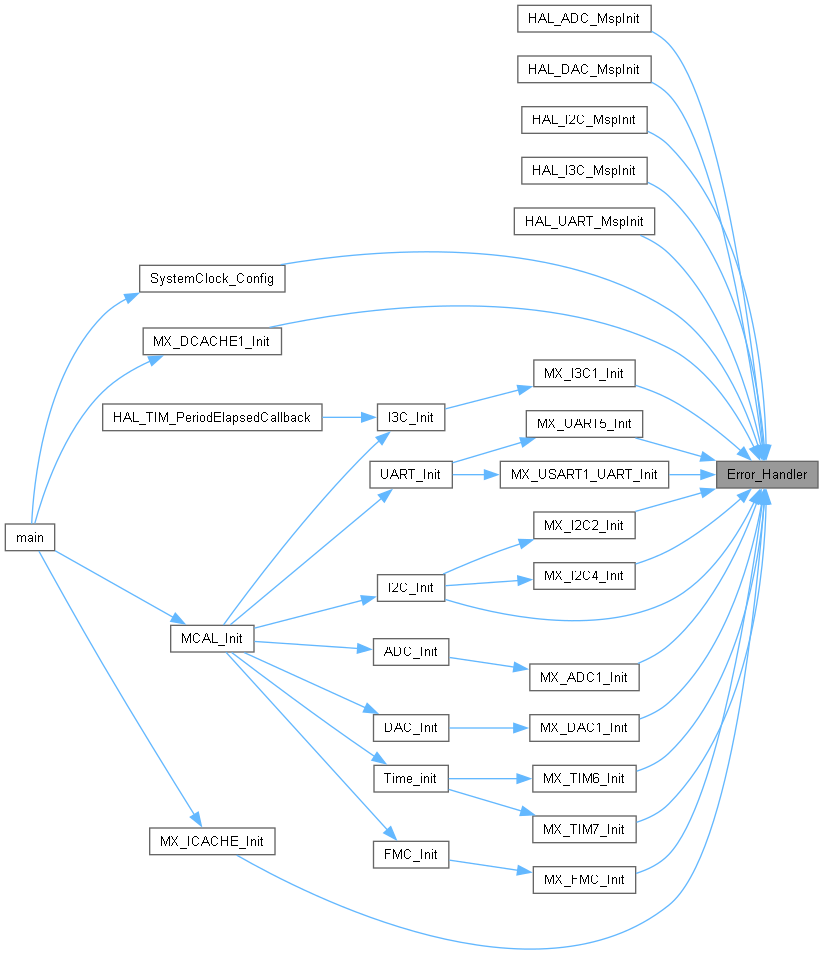 HAL_ADC_MspInit
HAL_DAC_MspInit
HAL_I2C_MspInit
HAL_I3C_MspInit
HAL_UART_MspInit
SystemClock_Config
MX_DCACHE1_Init
MX_I3C1_Init
HAL_TIM_PeriodElapsedCallback
I3C_Init
MX_UART5_Init
UART_Init
MX_USART1_UART_Init
Error_Handler
MX_I2C2_Init
main
MX_I2C4_Init
I2C_Init
MCAL_Init
ADC_Init
MX_ADC1_Init
DAC_Init
MX_DAC1_Init
Time_init
MX_TIM6_Init
MX_TIM7_Init
MX_ICACHE_Init
FMC_Init
MX_FMC_Init